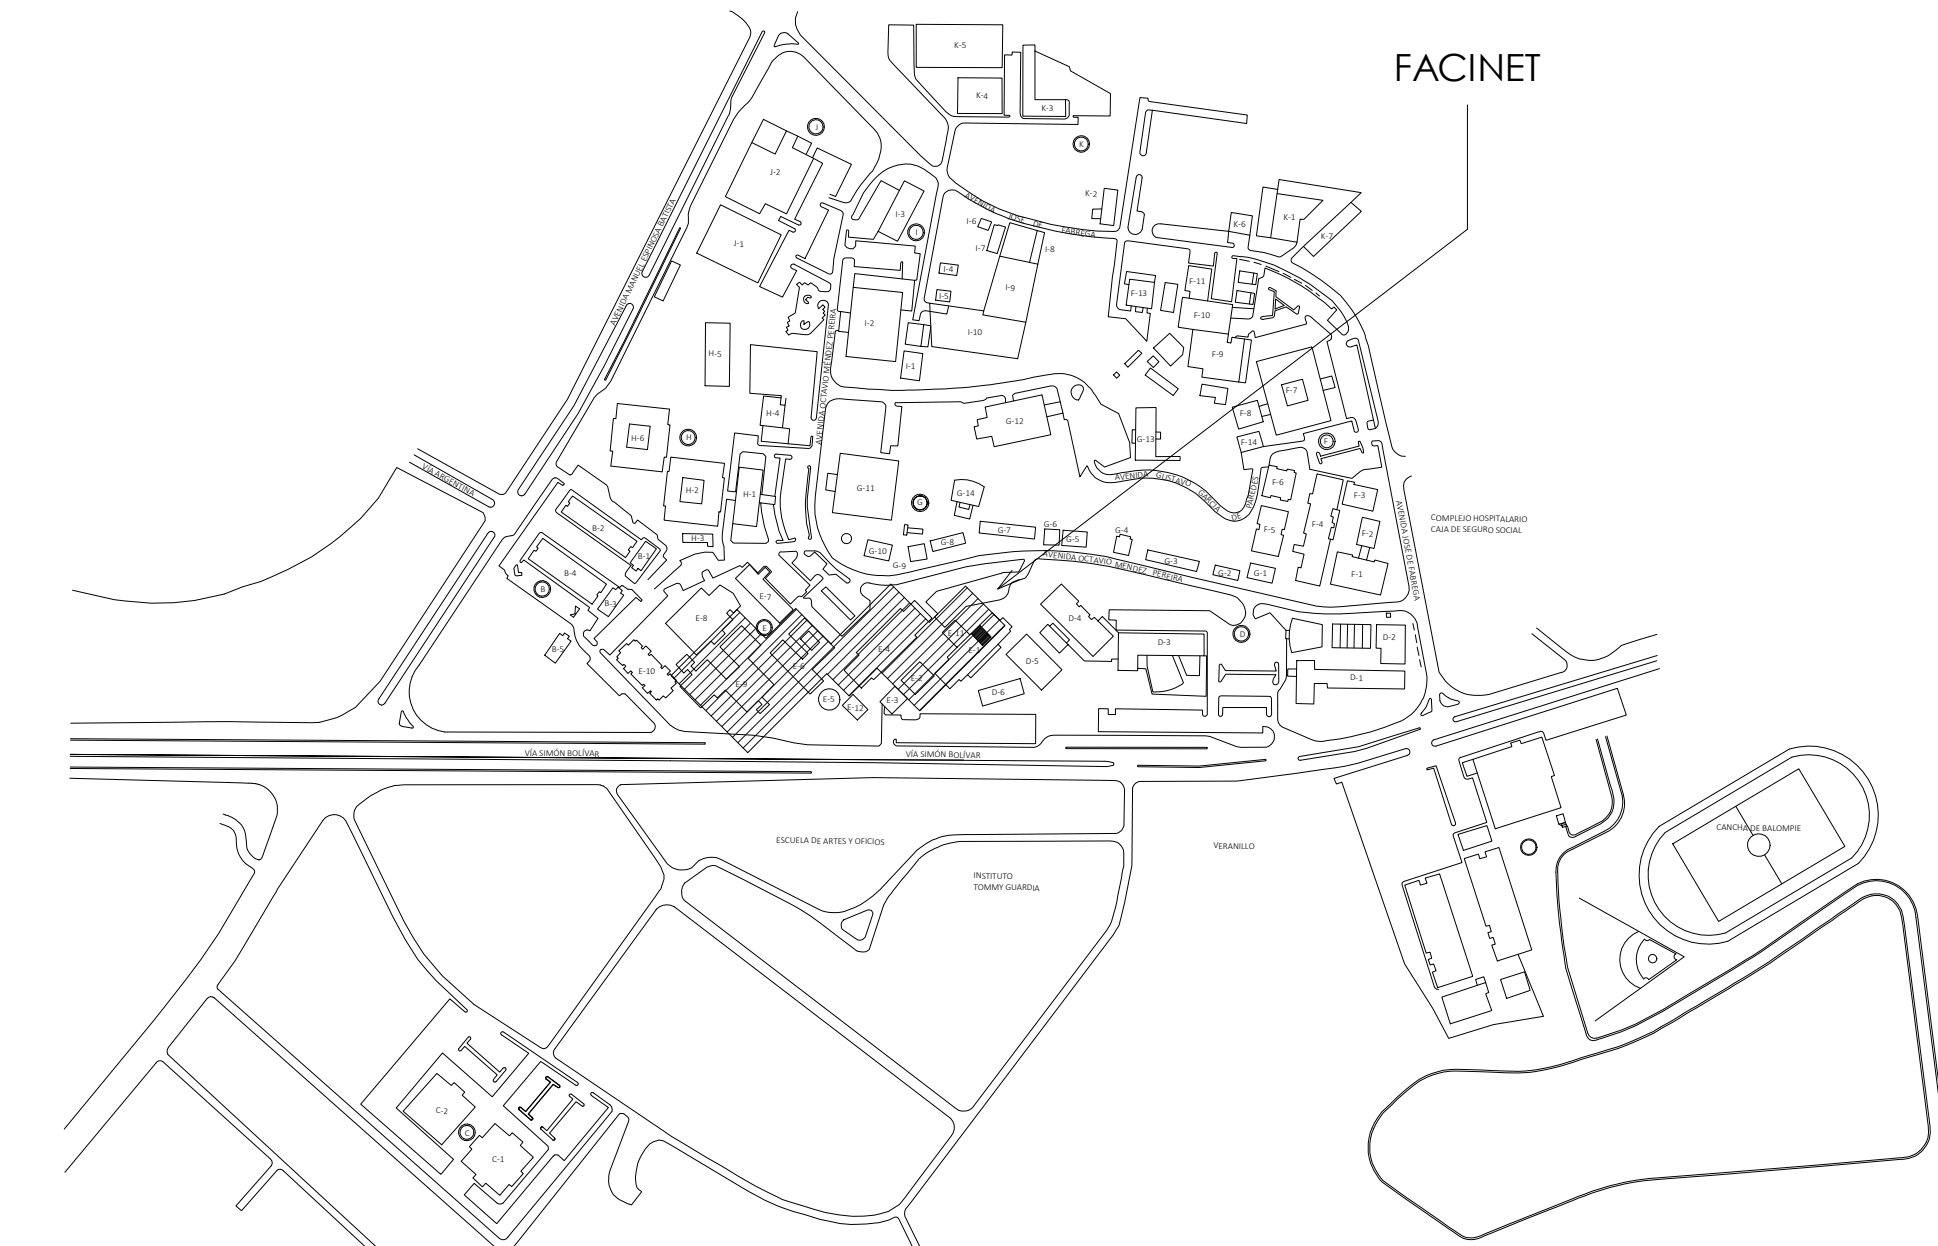 FACINET
K-5
K-4
K-3
J
K
J-2
K-2
I-3
I-6
AVENIDA JOSE DE FABREGA
K-6
K-1
K-7
I
I-7
I-8
J-1
AVENIDA MANUEL ESPINOSA BATISTA
I-4
I-5
I-9
F-13
F-11
F-10
I-2
I-10
H-5
I-1
F-9
AVENIDA OCTAVIO MÉNDEZ PEREIRA
F-7
H-4
F-8
G-12
H-6
H
G-13
F-14
F
VIA ARGENTINA
AVENIDA GUSTAVO GARCIA DE PAREDES
F-6
H-2
H-1
G-11
G-14
G
F-3
F-4
AVENIDA JOSE DE FABREGA
COMPLEJO HOSPITALARIO
CAJA DE SEGURO SOCIAL
B-2
G-7
G-6
G-5
G-4
F-5
F-2
H-3
G-8
G-10
G-9
B-1
AVENIDA OCTAVIO MÉNDEZ PEREIRA
G-3
G-2
G-1
F-1
B-4
B
B-3
E-7
E-8
E
D-4
D-3
D
D-2
E-11
E-1
B-5
E-4
E-6
D-5
E-10
E-9
E-2
D-1
E-5
E-12
E-3
D-6
VÍA SIMÓN BOLÍVAR
VÍA SIMÓN BOLÍVAR
CANCHA DE BALOMPIE
ESCUELA DE ARTES Y OFICIOS
VERANILLO
INSTITUTO
TOMMY GUARDIA
C-2
C
C-1